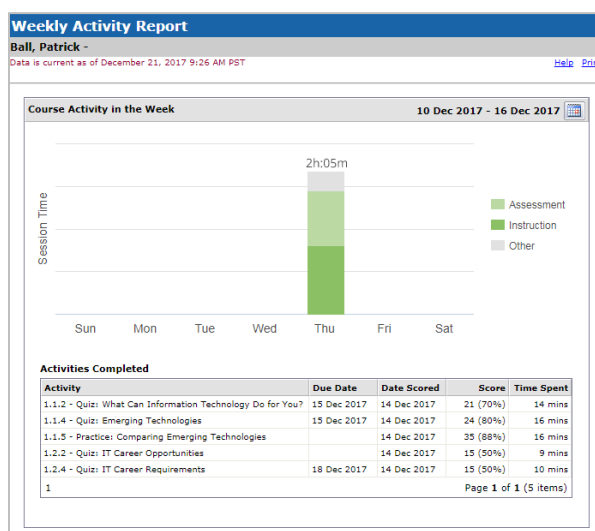 Weekly Activity Report
Ball, Patrick -
Data is current as of December 21, 2017 9:26 AM PST Help Pri
Course Activity in the Week 10 Dec 2017 - 16 Dec 2017
2h:05m
Session Time
Assessment
Instruction
Other
Sun Mon Tue Wed Thu Fri Sat
Activities Completed
Activity Due Date Date Scored Score Time Spent
1.1.2 - Quiz: What Can Information Technology Do for You? 15 Dec 2017 14 Dec 2017 21 (70%) 14 mins
1.1.4 - Quiz: Emerging Technologies 15 Dec 2017 14 Dec 2017 24 (80%) 16 mins
1.1.5 - Practice: Comparing Emerging Technologies 14 Dec 2017 35 (88%) 16 mins
1.2.2 - Quiz: IT Career Opportunities 14 Dec 2017 15 (50%) 9 mins
1.2.4 - Quiz: IT Career Requirements 18 Dec 2017 14 Dec 2017 15 (50%) 10 mins
1 Page 1 of 1 (5 items)